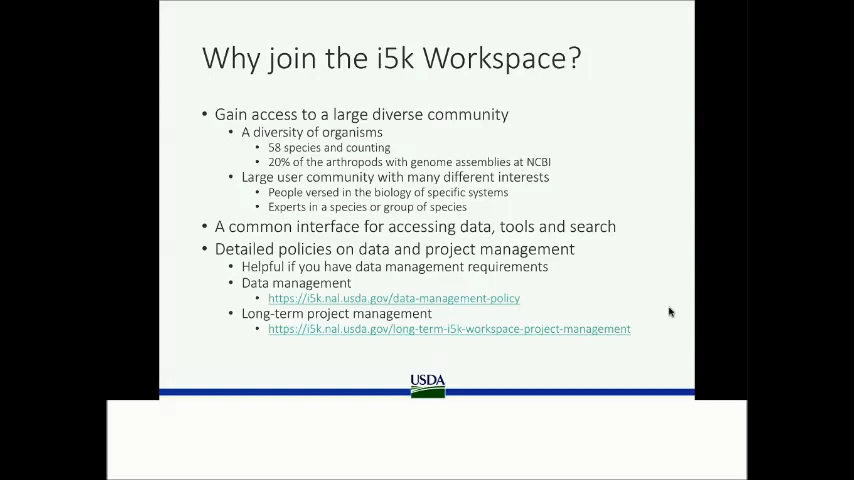 Why join the i5k Workspace?
• Gain access to a large diverse community
• A diversity of organisms
• 58 species and counting
• 20% of the arthropods with genome assemblies at NCBI
• Large user community with many different interests
• People versed in the biology of specific systems
• Experts in a species or group of species
• A common interface for accessing data, tools and search
• Detailed policies on data and project management
• Helpful if you have data management requirements
• Data management
• https://i5k.nal.usda.gov/data-management-policy
• Long-term project management
• https://i5k.nal.usda.gov/long-term-i5k-workspace-project-management
USDA